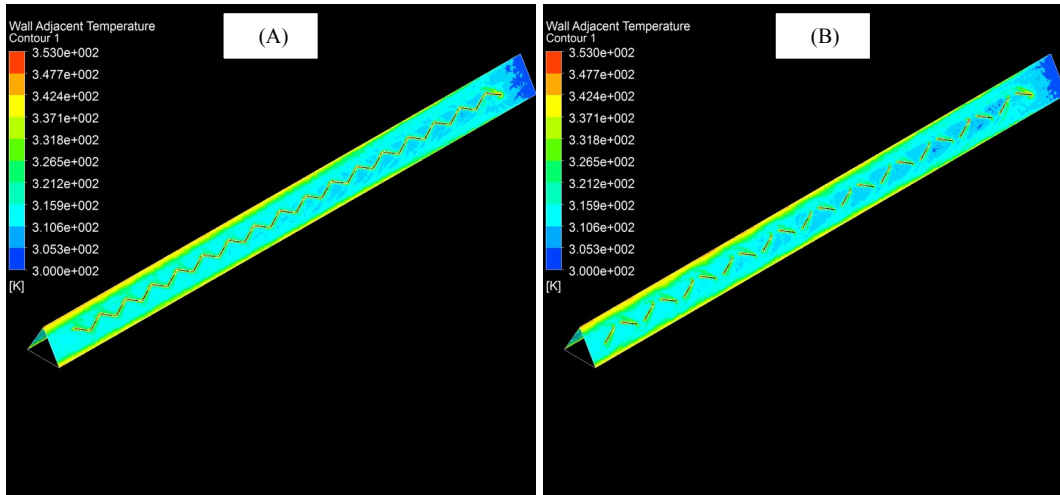 (A)
Wall Adjacent Temperature
Contour 1
3.530e+002
3.477e+002
3.424e+002
3.371e+002
3.318e+002
3.265e+002
3.212e+002
3.159e+002
3.106e+002
3.053e+002
3.000e+002
[K]
(B)
Wall Adjacent Temperature
Contour 1
3.530e+002
3.477e+002
3.424e+002
3.371e+002
3.318e+002
3.265e+002
3.212e+002
3.159e+002
3.106e+002
3.053e+002
3.000e+002
[K]